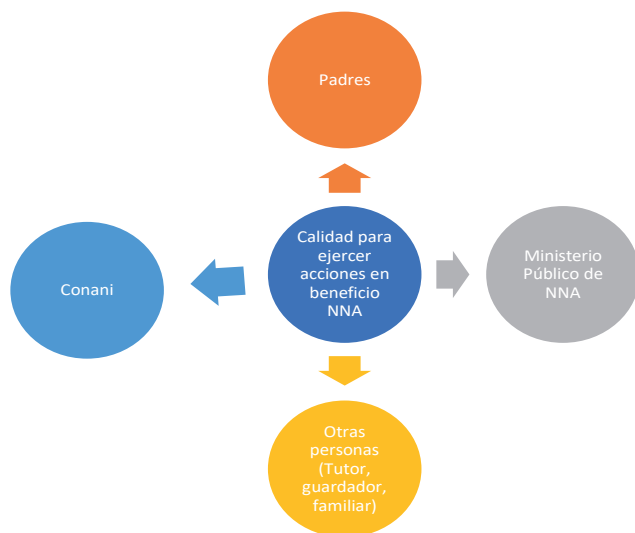 Padres
Conani
Calidad para
ejercer
acciones en
beneficio
NNA
Ministerio
Público de
NNA
Otras
personas
(Tutor,
guardador,
familiar)